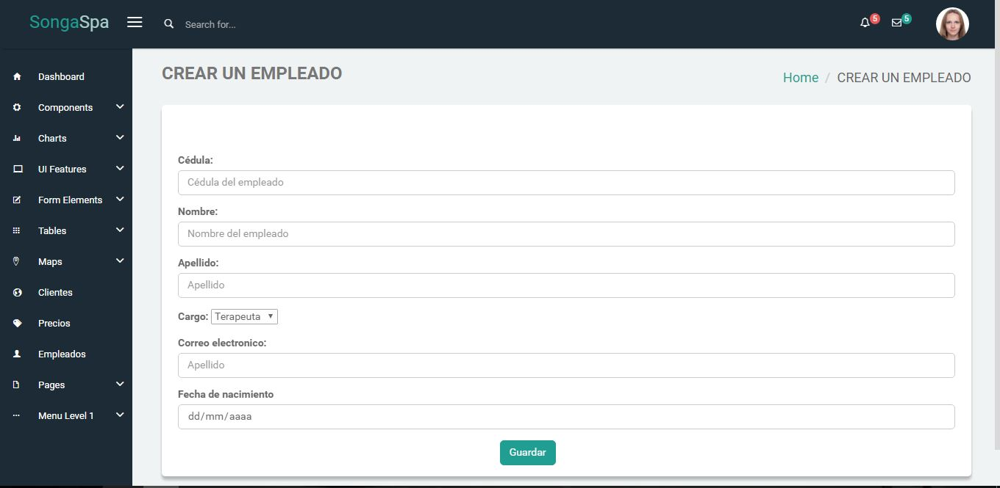 SongaSpa
Search for...
5
5
Dashboard
Components
Charts
UI Features
Form Elements
Tables
Maps
Clientes
Precios
Empleados
Pages
Menu Level 1
CREAR UN EMPLEADO
Home / CREAR UN EMPLEADO
Cédula:
Cédula del empleado
Nombre:
Nombre del empleado
Apellido:
Apellido
Cargo: Terapeuta
Correo electronico:
Apellido
Fecha de nacimiento
dd/mm/aaaa
Guardar